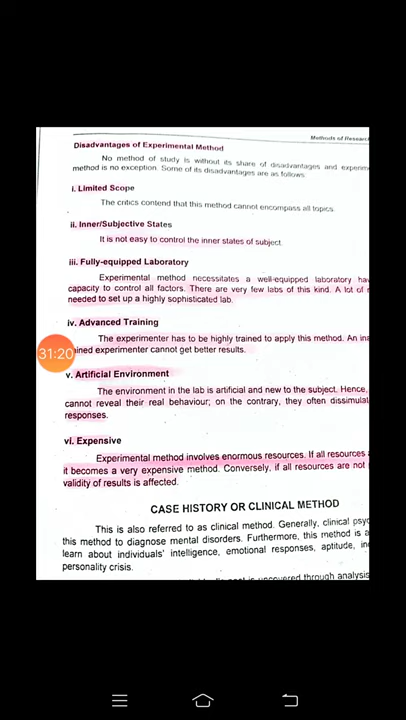 Methods of Resear
Disadvantages of Experimental Method
No method of study is without its share of disadvantages and experim
method is no exception. Some of its disadvantages are as follows.
i. Limited Scope
The critics contend that this method cannot encompass all topics.
ii. Inner/Subjective States
It is not easy to control the inner states of subject.
iii. Fully-equipped Laboratory
Experimental method necessitates a well-equipped laboratory hav
capacity to control all factors. There are very few labs of this kind. A lot of
needed to set up a highly sophisticated lab.
iv. Advanced Training
The experimenter has to be highly trained to apply this method. An ina
31:20
ained experimenter cannot get better results.
v. Artificial Environment
The environment in the lab is artificial and new to the subject. Hence,
cannot reveal their real behaviour; on the contrary, they often dissimulat
responses.
vi. Expensive
Experimental method involves enormous resources. If all resources
it becomes a very expensive method. Conversely, if all resources are not
validity of results is affected.
CASE HISTORY OR CLINICAL METHOD
This is also referred to as clinical method. Generally, clinical psyc
this method to diagnose mental disorders. Furthermore, this method is a
learn about individuals' intelligence, emotional responses, aptitude, in
personality crisis.
is uncovered through analysis